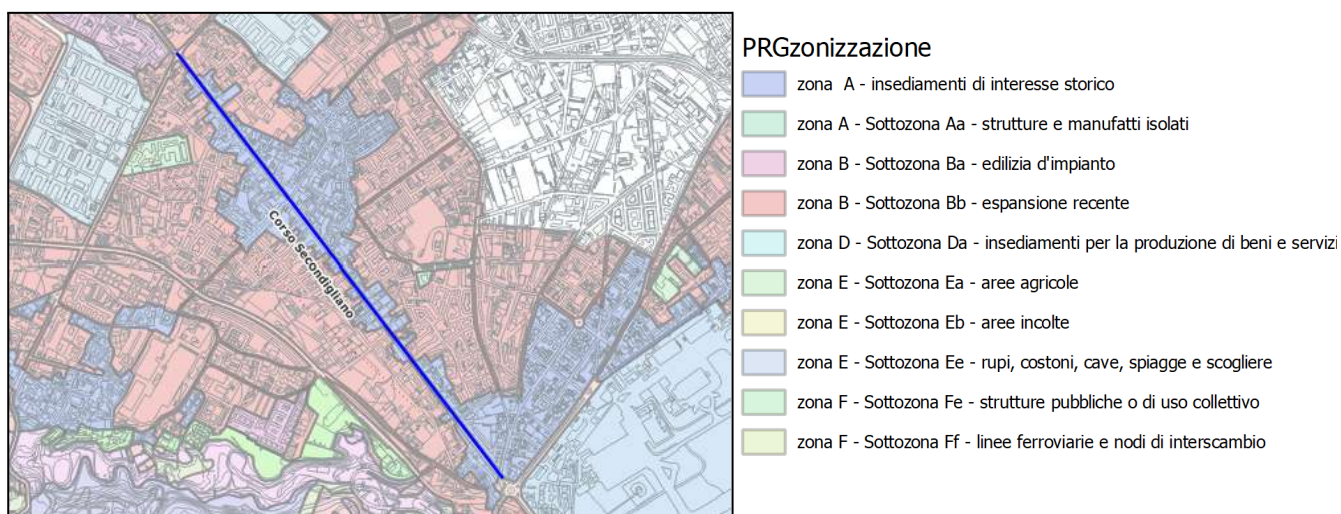 PRGzonizzazione
zona A - insediamenti di interesse storico
zona A - Sottozona Aa - strutture e manufatti isolati
zona B - Sottozona Ba - edilizia d'impianto
zona B - Sottozona Bb - espansione recente
zona D - Sottozona Da - insediamenti per la produzione di beni e servizi
zona E - Sottozona Ea - aree agricole
zona E - Sottozona Eb - aree incolte
zona E - Sottozona Ee - rupi, costoni, cave, spiagge e scogliere
zona F - Sottozona Fe - strutture pubbliche o di uso collettivo
zona F - Sottozona Ff - linee ferroviarie e nodi di interscambio
Corso Secondigliano